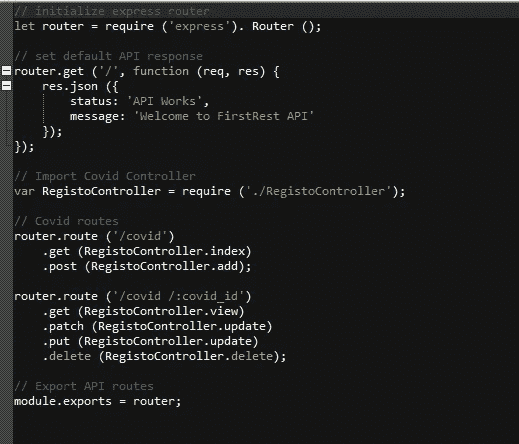 // initialize express router
let router = require ('express'). Router ();
// set default API response
router.get ('/', function (req, res) {
res.json ({
status: 'API Works',
message: 'Welcome to FirstRest API'
});
});
// Import Covid Controller
var RegistoController = require ('./RegistoController');
// Covid routes
router.route ('/covid')
.get (RegistoController.index)
.post (RegistoController.add);
router.route ('/covid /:covid_id')
.get (RegistoController.view)
.patch (RegistoController.update)
.put (RegistoController.update)
.delete (RegistoController.delete);
// Export API routes
module.exports = router;